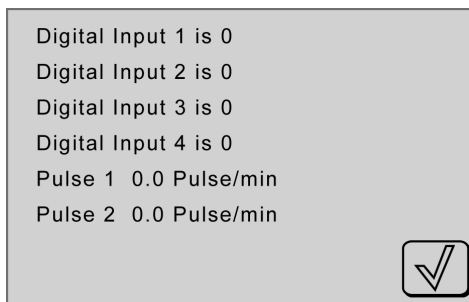 Digital Input 1 is 0
Digital Input 2 is 0
Digital Input 3 is 0
Digital Input 4 is 0
Pulse 1  0.0 Pulse/min
Pulse 2  0.0 Pulse/min